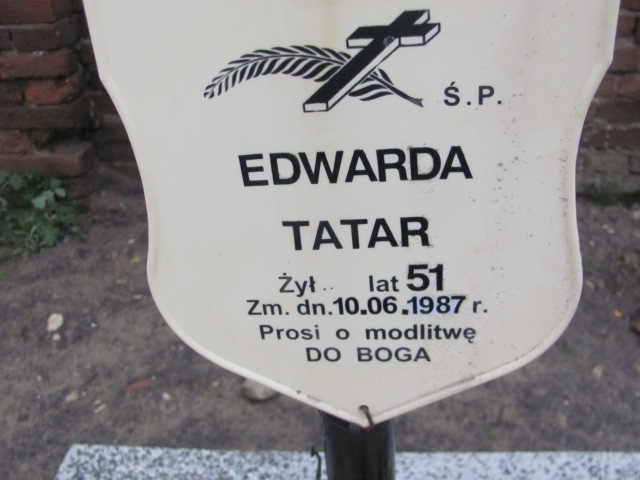 Ś.P.
EDWARDA
TATAR
Żył .. lat 51
Zm. dn. 10.06.1987 r.
Prosi o modlitwę
DO BOGA